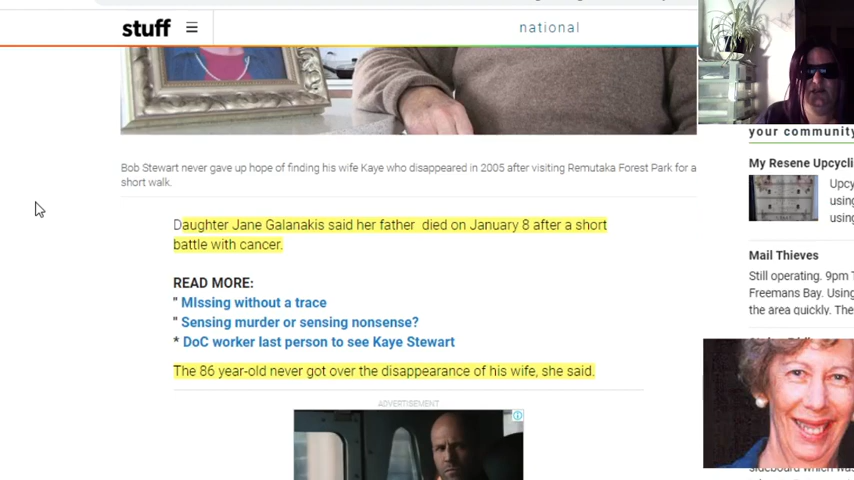 stuff
national
your community
Bob Stewart never gave up hope of finding his wife Kaye who disappeared in 2005 after visiting Remutaka Forest Park for a
short walk.
My Resene Upcycli
Upcy
using
using
Daughter Jane Galanakis said her father died on January 8 after a short
battle with cancer.
READ MORE:
" MIssing without a trace
" Sensing murder or sensing nonsense?
* DoC worker last person to see Kaye Stewart
Mail Thieves
Still operating. 9pm T
Freemans Bay. Using
the area quickly. The
The 86 year-old never got over the disappearance of his wife, she said.
ADVERTISEMENT